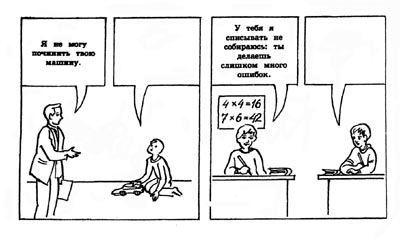 Я не могу
починить твою
машину.
У тебя я
списывать не
собираюсь: ты
делаешь
слишком много
ошибок.
4 × 4 = 16
7 × 6 = 42